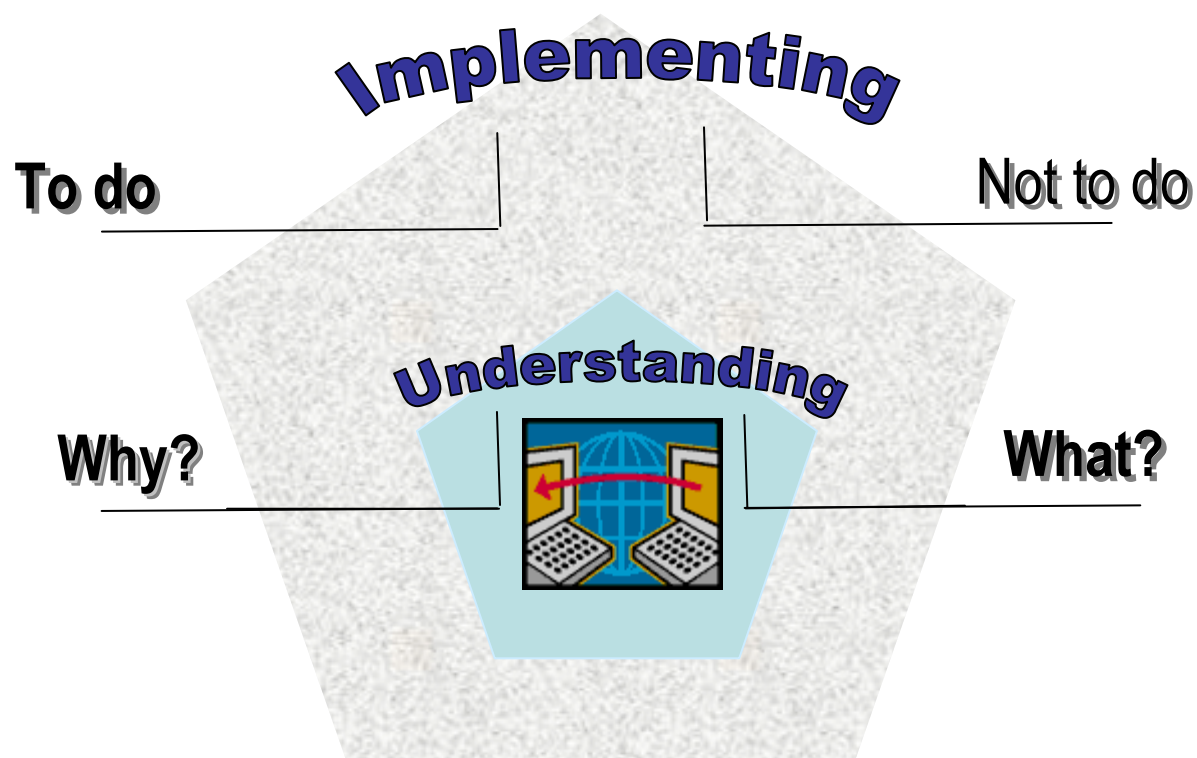 Implementing
To do
Not to do
Understanding
Why?
What?